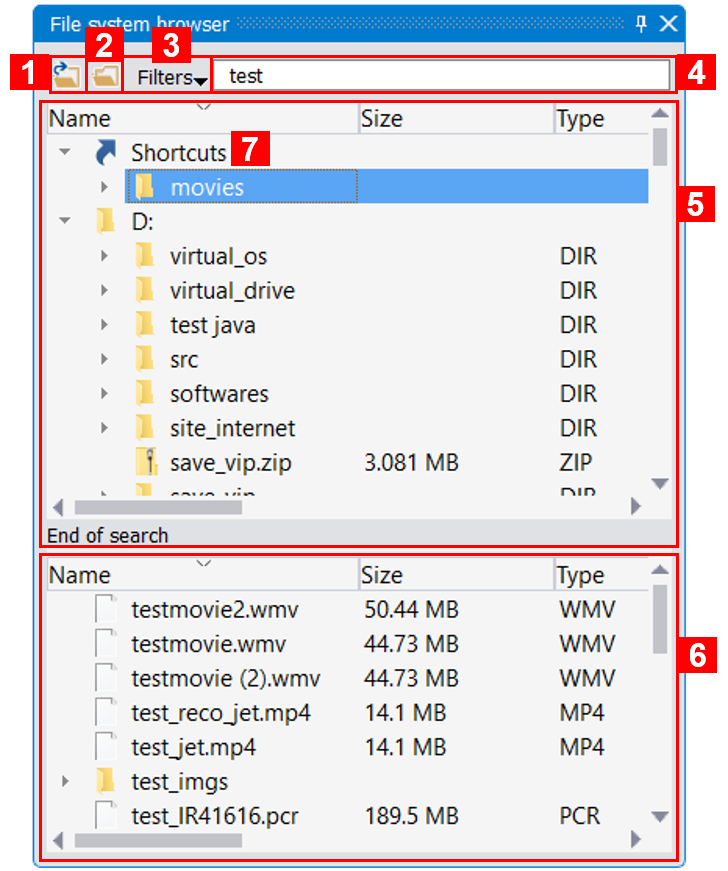 File system browser
1 2 3 Filters test 4
Name Size Type
Shortcuts 7
movies
5
D:
virtual_os DIR
virtual_drive DIR
test java DIR
src DIR
softwares DIR
site_internet DIR
save_vip.zip 3.081 MB ZIP
save_vip DIR
End of search
Name Size Type
testmovie2.wmv 50.44 MB WMV
testmovie.wmv 44.73 MB WMV
6
testmovie (2).wmv 44.73 MB WMV
test_reco_jet.mp4 14.1 MB MP4
test_jet.mp4 14.1 MB MP4
test_imgs
test_IR41616.pcr 189.5 MB PCR